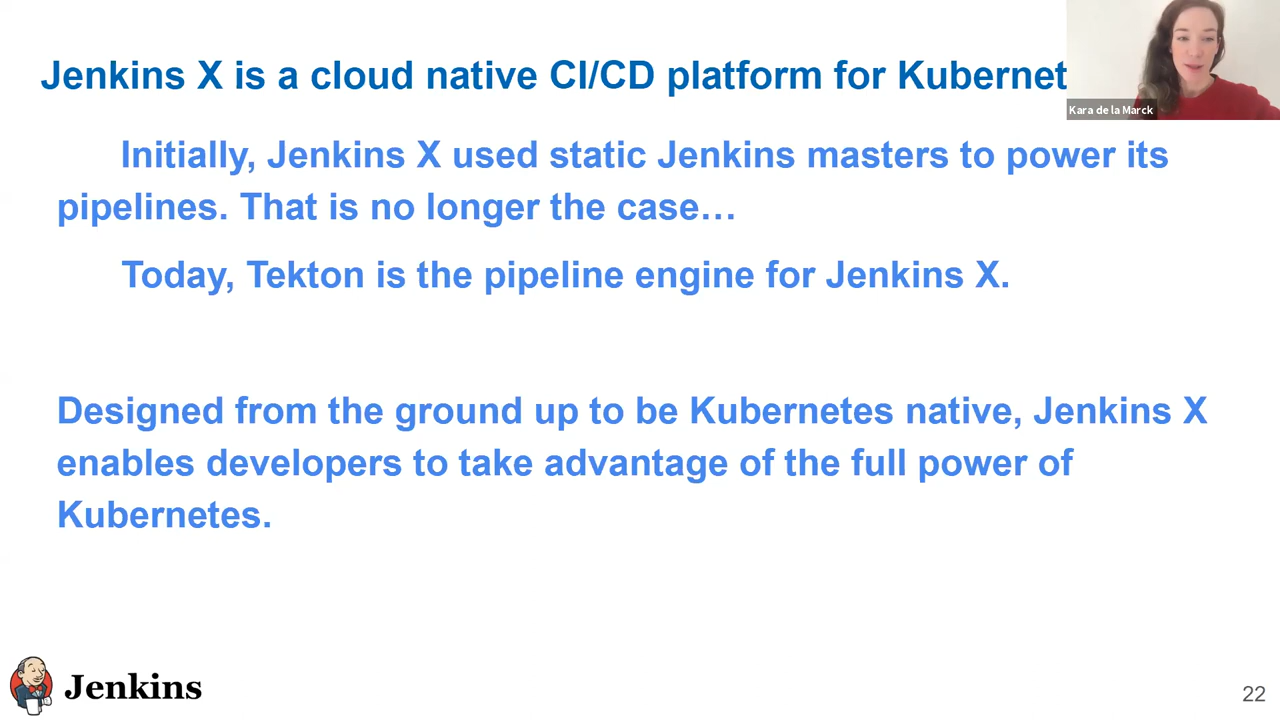 Jenkins X is a cloud native CI/CD platform for Kubernet
Kara de la Marck
Initially, Jenkins X used static Jenkins masters to power its
pipelines. That is no longer the case…
Today, Tekton is the pipeline engine for Jenkins X.
Designed from the ground up to be Kubernetes native, Jenkins X
enables developers to take advantage of the full power of
Kubernetes.
Jenkins
22